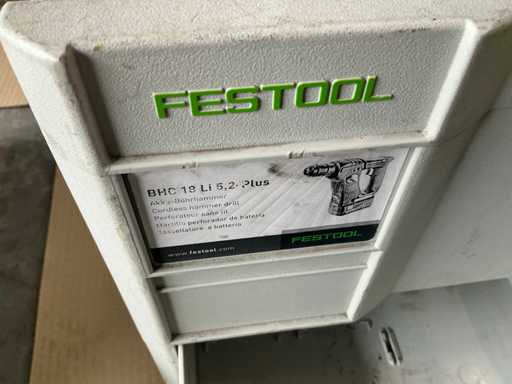 FESTOOL
BHC 18 Li 5,2-Plus
Akku-Bohrhammer
Cordless hammer drill
Perforateur sans fil
Martillo perforador de batería
Tassellatore a batteria
www.festool.com
FESTOOL